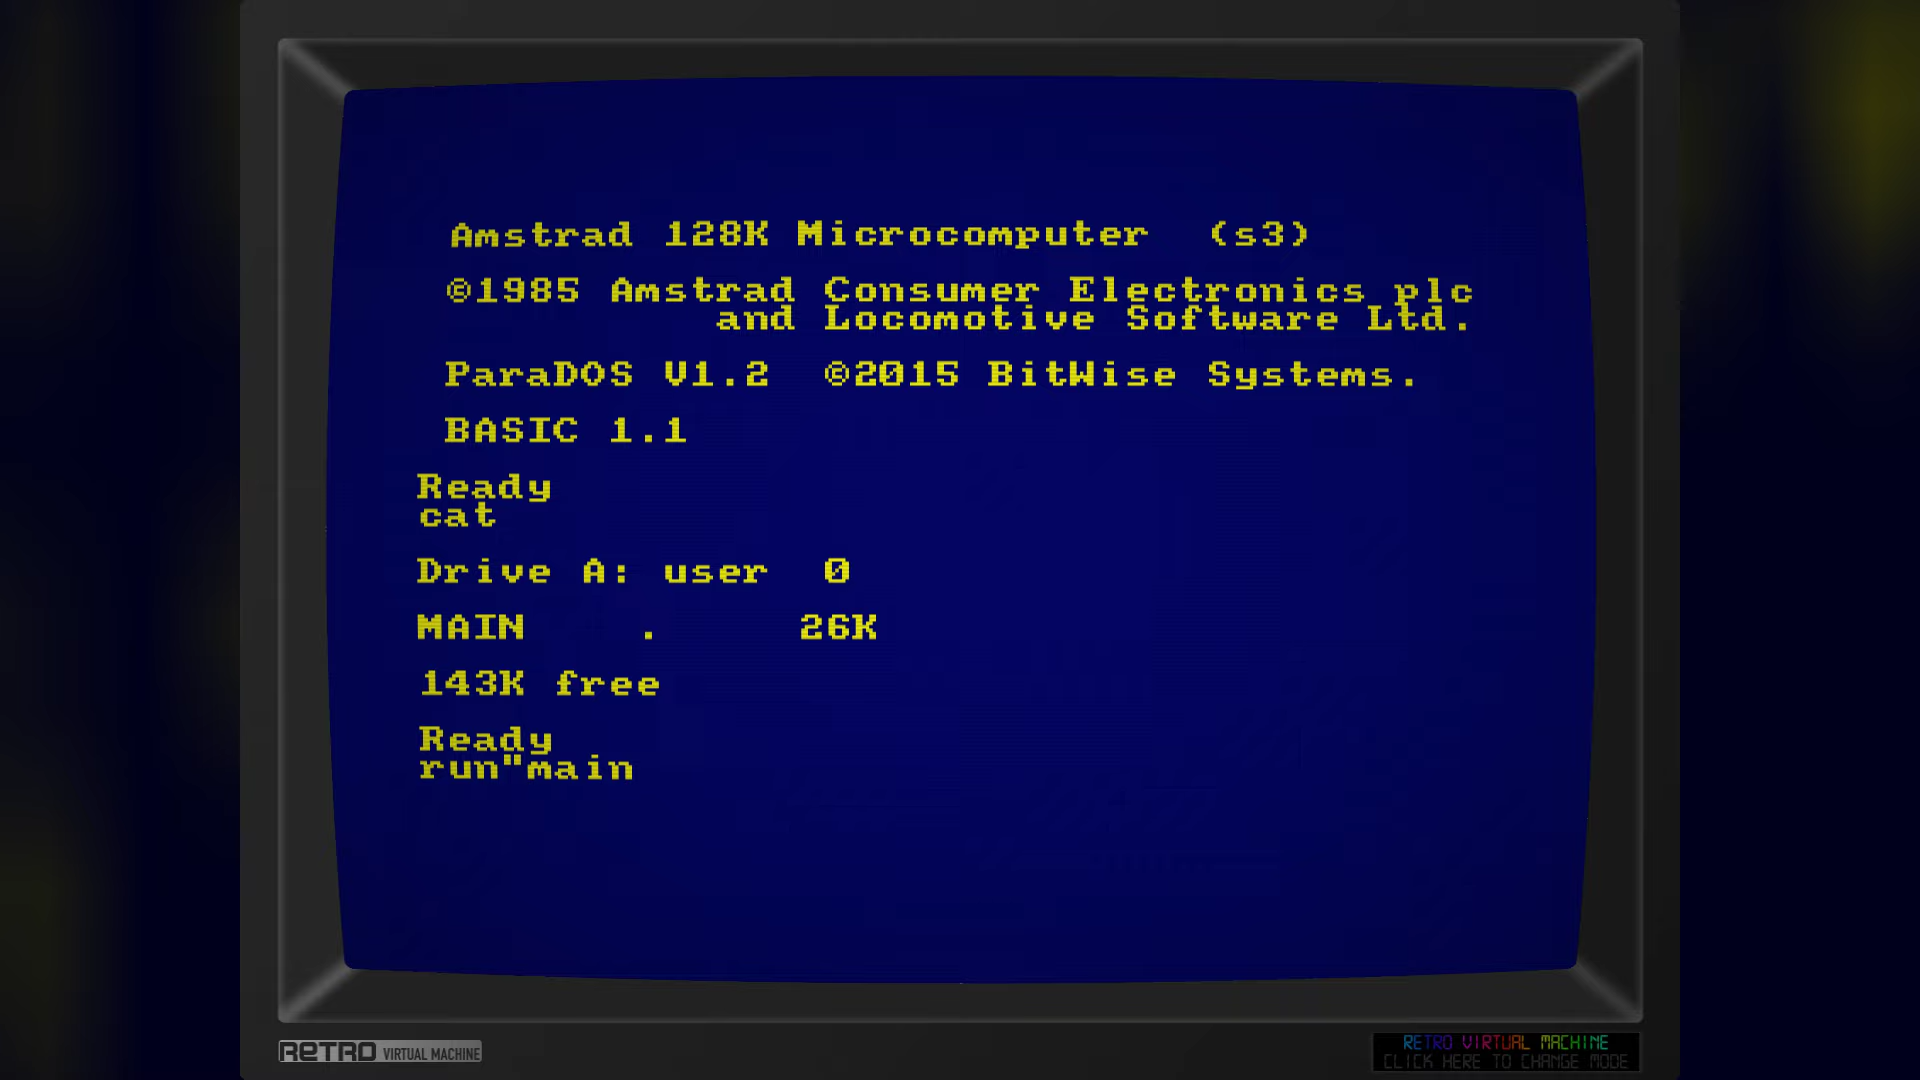 Amstrad 128K Microcomputer (s3)
©1985 Amstrad Consumer Electronics plc
and Locomotive Software Ltd.
ParaDOS V1.2 ©2015 BitWise Systems.
BASIC 1.1
Ready
cat
Drive A: user 0
MAIN . 26K
143K free
Ready
run"main
RETRO VIRTUAL MACHINE
RETRO VIRTUAL MACHINE
CLICK HERE TO CHANGE MODE